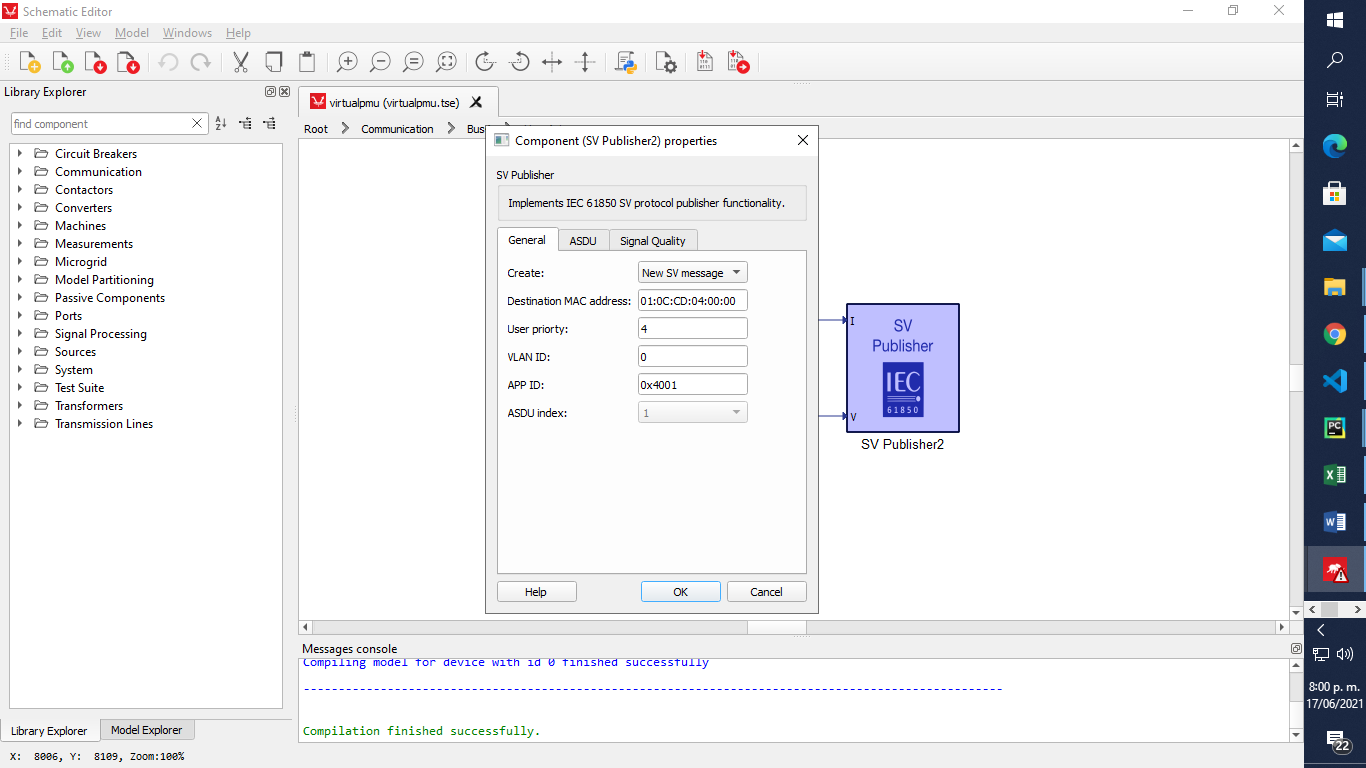 Schematic Editor
File Edit View Model Windows Help
Library Explorer
find component
Circuit Breakers
Communication
Contactors
Converters
Machines
Measurements
Microgrid
Model Partitioning
Passive Components
Ports
Signal Processing
Sources
System
Test Suite
Transformers
Transmission Lines
Library Explorer
Model Explorer
X: 8006, Y: 8109, Zoom:100%
virtualpmu (virtualpmu.tse)
Root
Communication
Bus
Component (SV Publisher2) properties
SV Publisher
Implements IEC 61850 SV protocol publisher functionality.
General
ASDU
Signal Quality
Create: New SV message
Destination MAC address: 01:0C:CD:04:00:00
User priorty: 4
VLAN ID: 0
APP ID: 0x4001
ASDU index: 1
Help
OK
Cancel
I
V
SV
Publisher
IEC
61850
SV Publisher2
Messages console
Compiling model for device with id 0 finished successfully
Compilation finished successfully.
PC
8:00 p. m.
17/06/2021
22